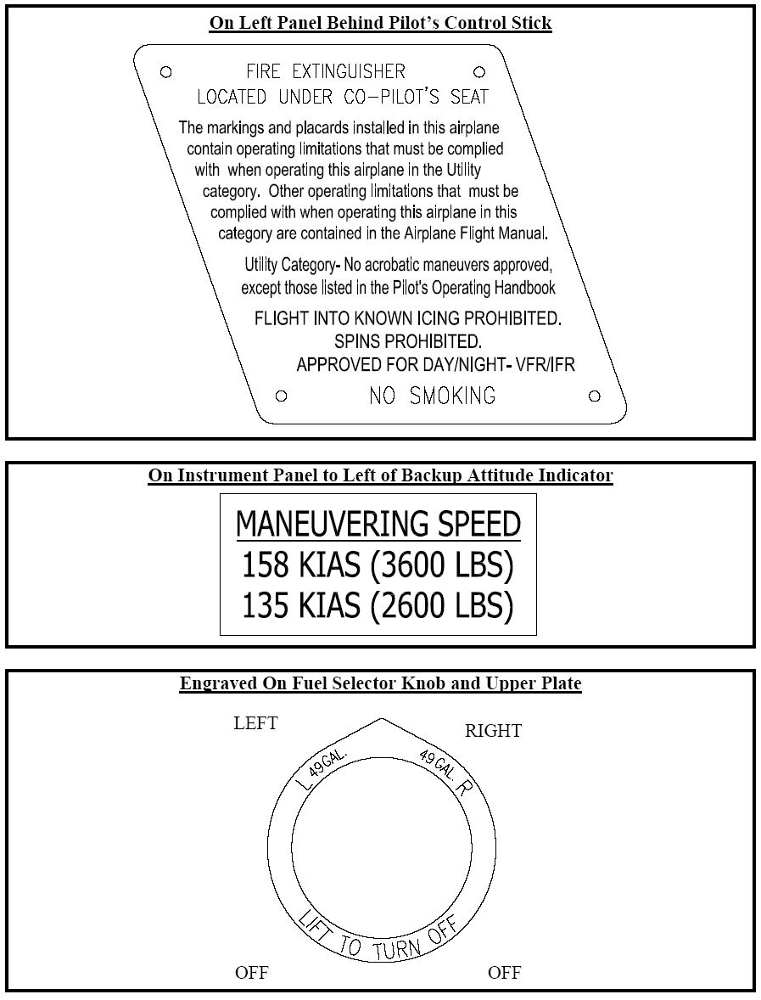 On Left Panel Behind Pilot's Control Stick
FIRE EXTINGUISHER
LOCATED UNDER CO-PILOT'S SEAT
The markings and placards installed in this airplane
contain operating limitations that must be complied
with when operating this airplane in the Utility
category. Other operating limitations that must be
complied with when operating this airplane in this
category are contained in the Airplane Flight Manual.
Utility Category- No acrobatic maneuvers approved,
except those listed in the Pilot's Operating Handbook
FLIGHT INTO KNOWN ICING PROHIBITED.
SPINS PROHIBITED.
APPROVED FOR DAY/NIGHT- VFR/IFR
NO SMOKING
On Instrument Panel to Left of Backup Attitude Indicator
MANEUVERING SPEED
158 KIAS (3600 LBS)
135 KIAS (2600 LBS)
Engraved On Fuel Selector Knob and Upper Plate
LEFT
RIGHT
L 49 GAL.
49 GAL. R
LIFT TO TURN OFF
OFF
OFF